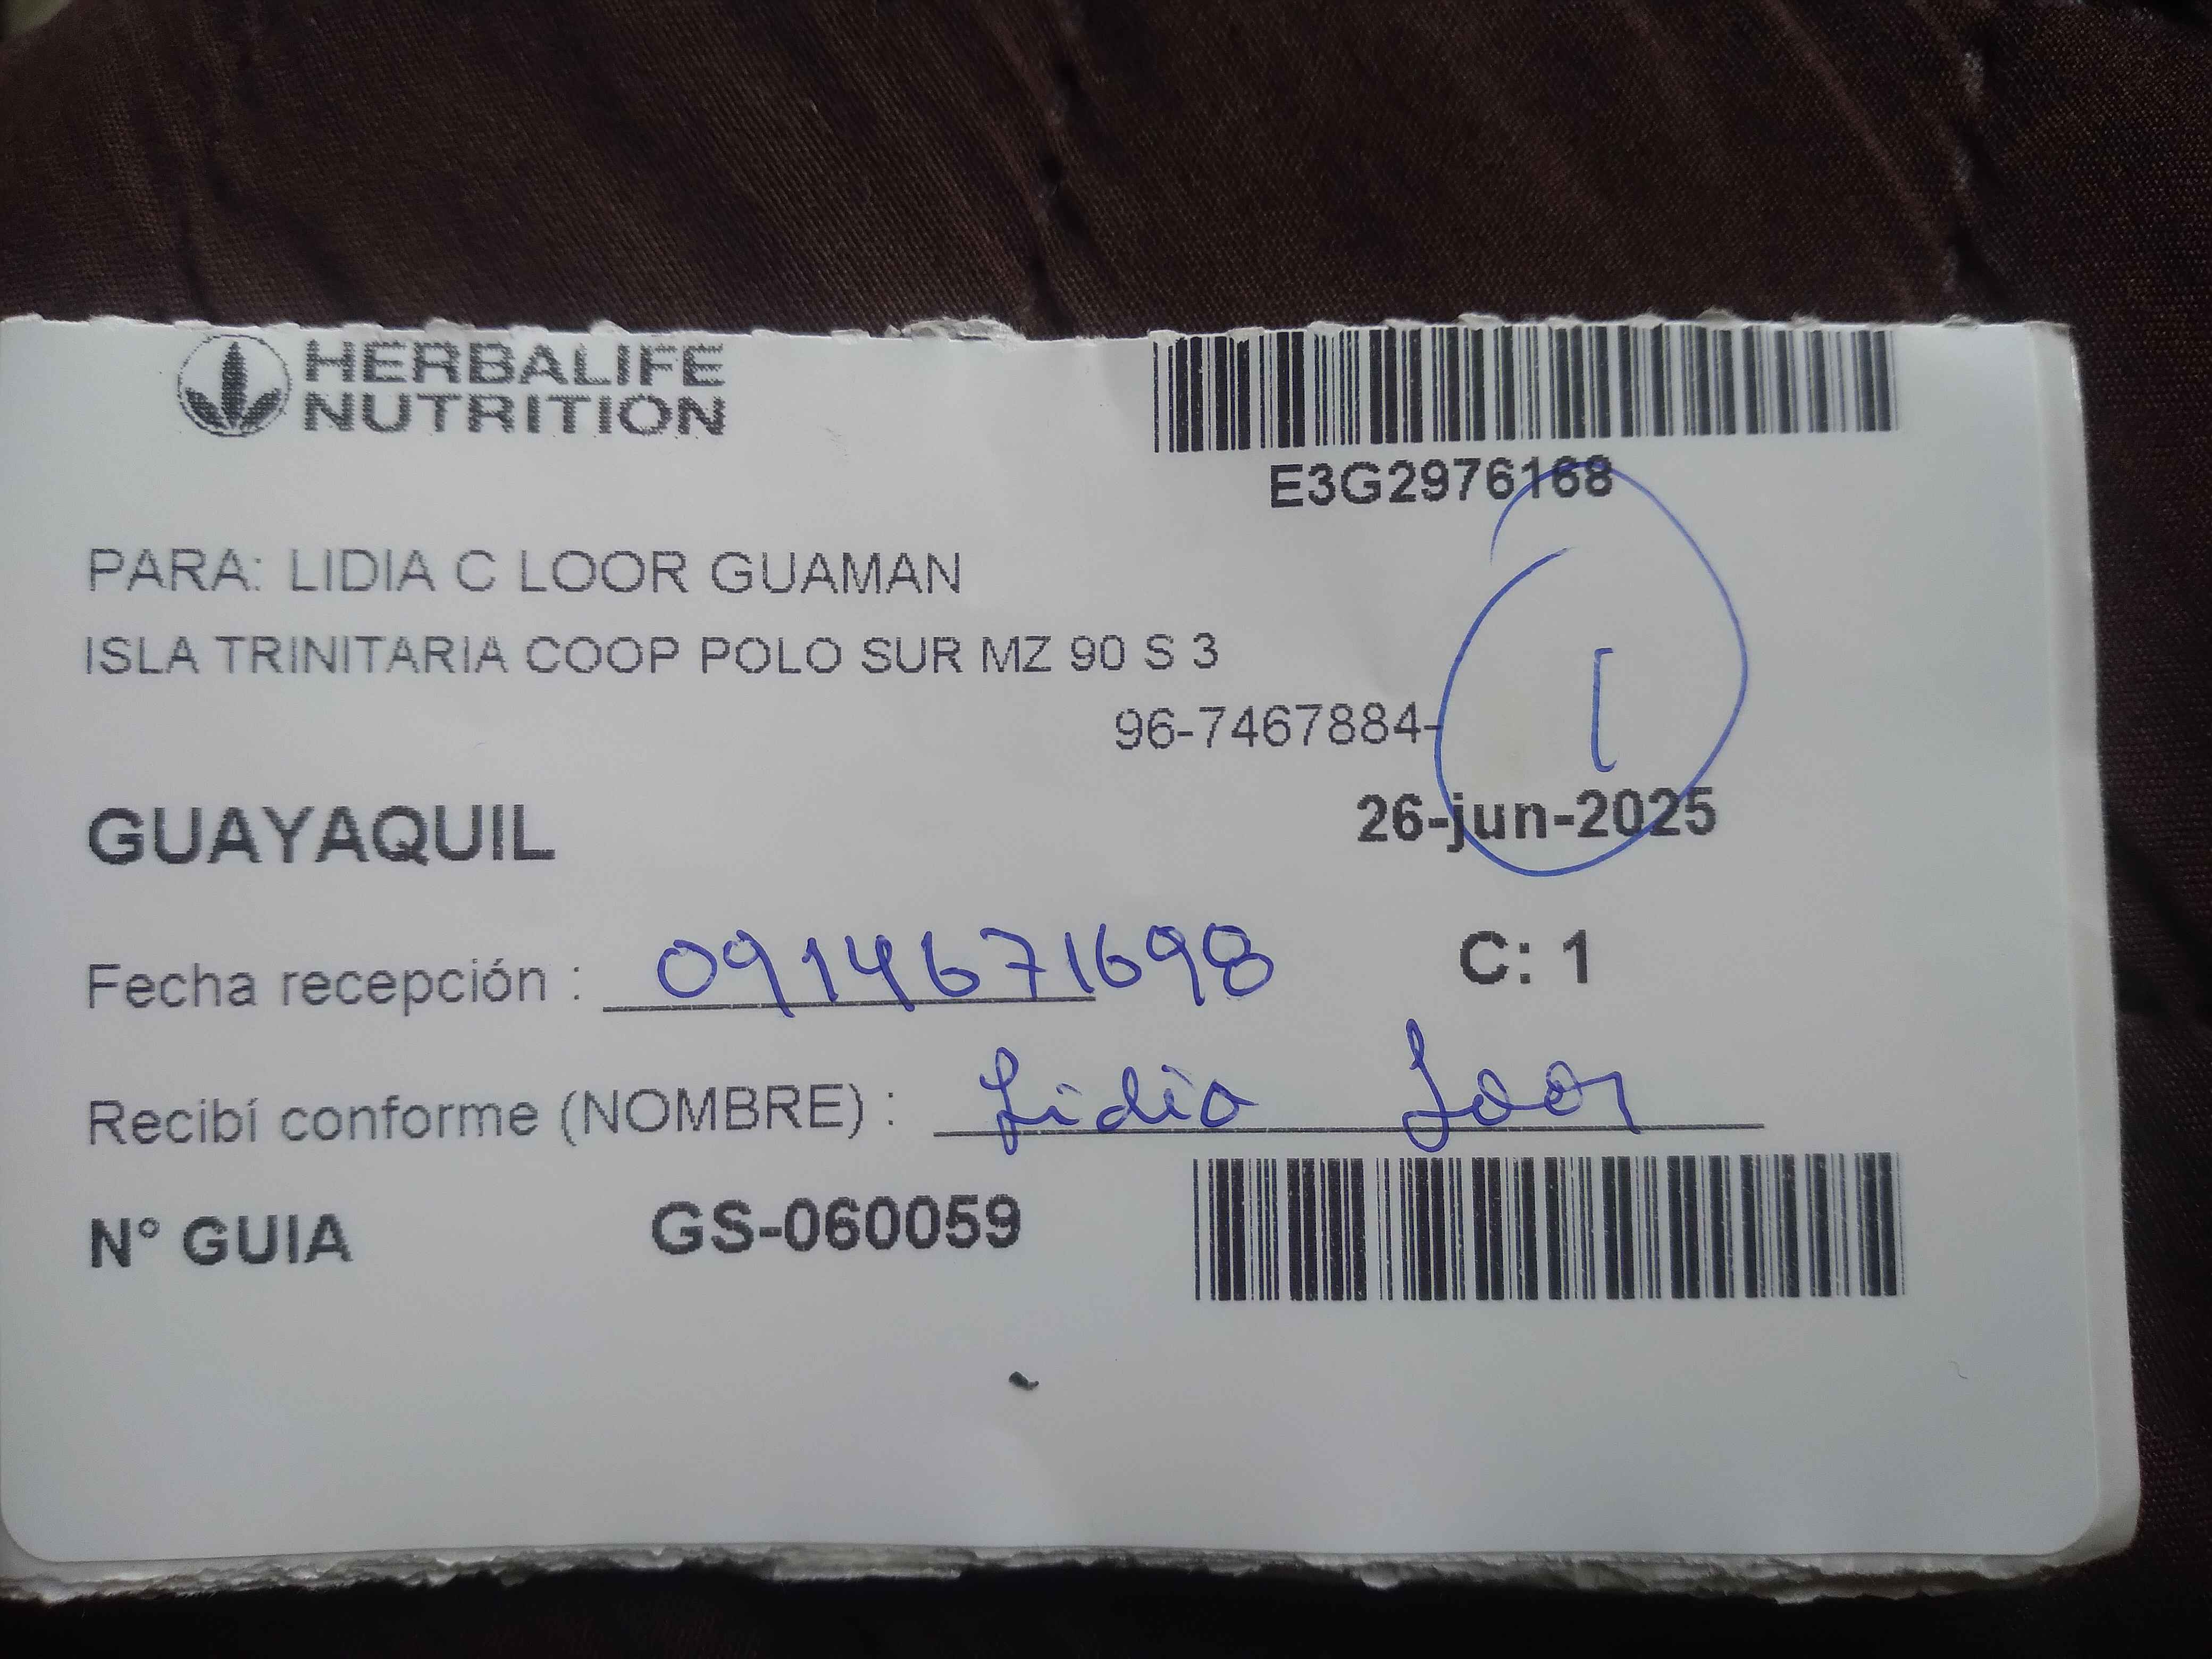 HERBALIFE
NUTRITION
E3G2976168
PARA: LIDIA C LOOR GUAMAN
ISLA TRINITARIA COOP POLO SUR MZ 90 S 3
96-7467884-
1
GUAYAQUIL
26-jun-2025
Fecha recepción : 0914671698
C: 1
Recibí conforme (NOMBRE) : Lidia Loor
N° GUIA GS-060059